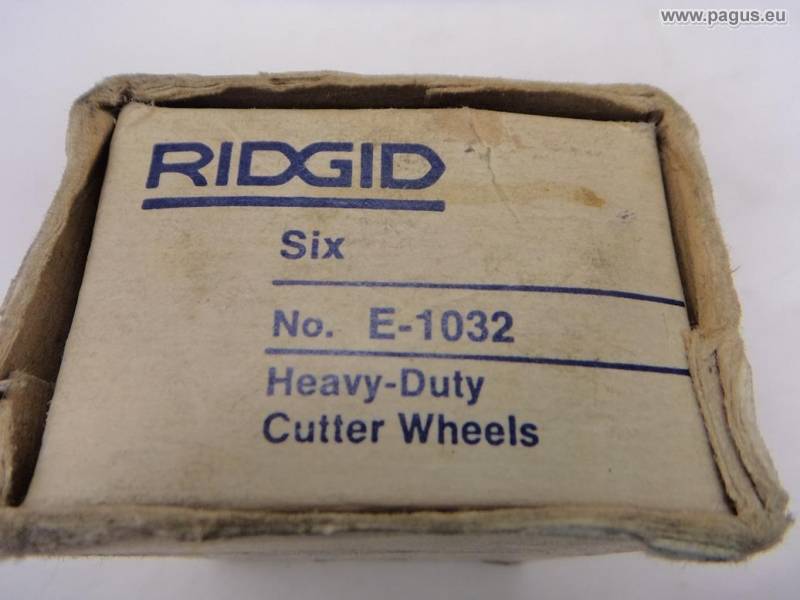 www.pagus.eu
RIDGID
Six
No. E-1032
Heavy-Duty
Cutter Wheels